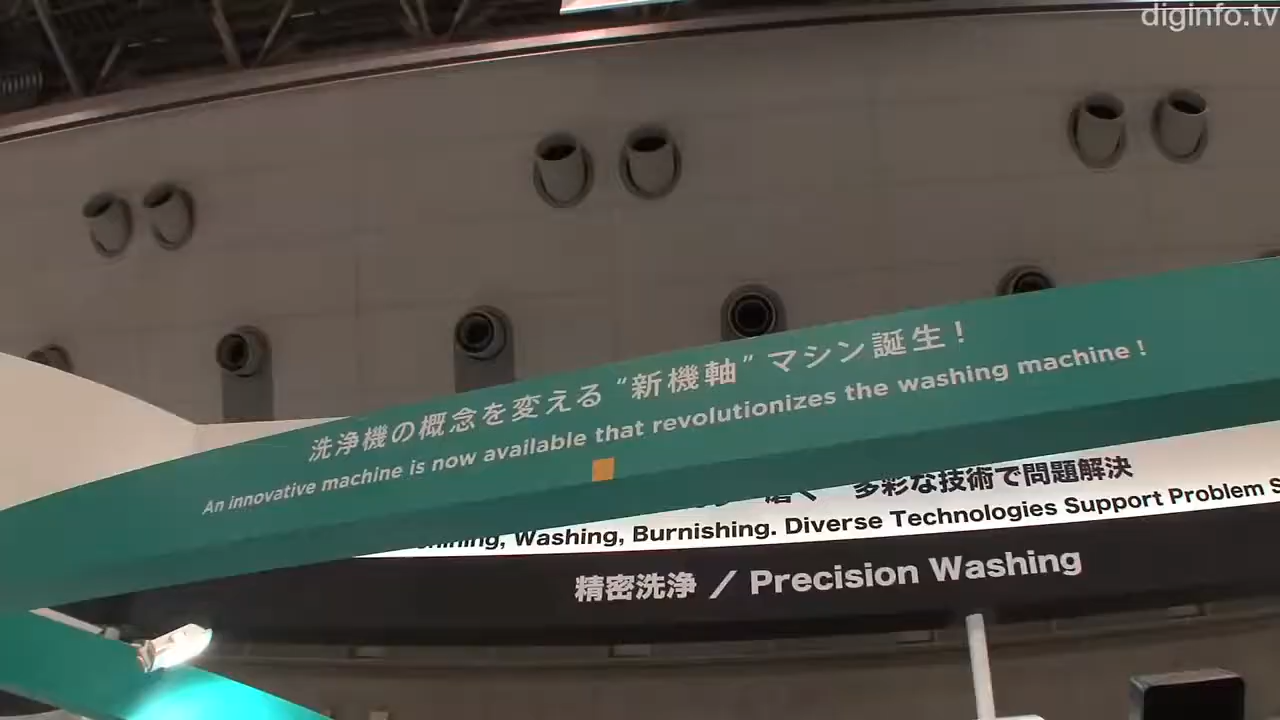 diginfo.tv
洗浄機の概念を変える “新機軸” マシン誕生！
An innovative machine is now available that revolutionizes the washing machine !
磨く 多彩な技術で問題解決
Washing, Burnishing. Diverse Technologies Support Problem
精密洗浄 / Precision Washing